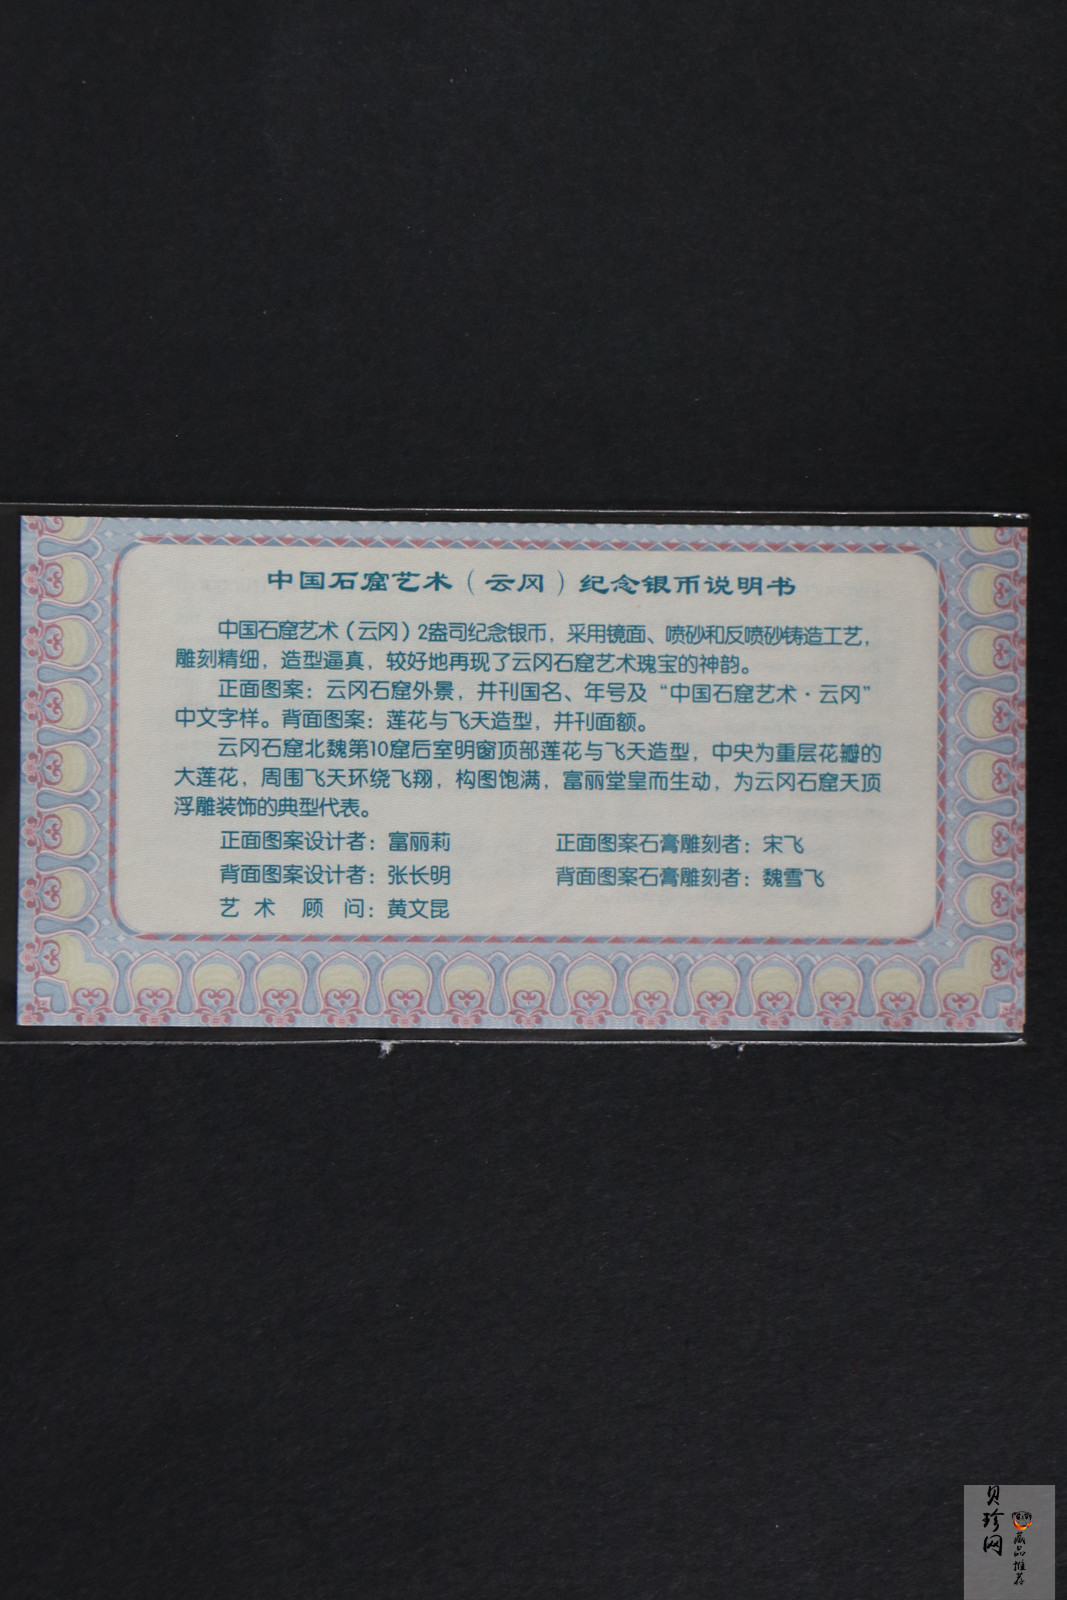 中国石窟艺术（云冈）纪念银币说明书
中国石窟艺术（云冈）2盎司纪念银币，采用镜面、喷砂和反喷砂铸造工艺，
雕刻精细，造型逼真，较好地再现了云冈石窟艺术瑰宝的神韵。
正面图案：云冈石窟外景，并刊国名、年号及“中国石窟艺术·云冈”
中文字样。背面图案：莲花与飞天造型，并刊面额。
云冈石窟北魏第10窟后室明窗顶部莲花与飞天造型，中央为重层花瓣的
大莲花，周围飞天环绕飞翔，构图饱满，富丽堂皇而生动，为云冈石窟天顶
浮雕装饰的典型代表。
正面图案设计者：富丽莉 正面图案石膏雕刻者：宋飞
背面图案设计者：张长明 背面图案石膏雕刻者：魏雪飞
艺术顾问：黄文昆
贝珍网
藏品推荐